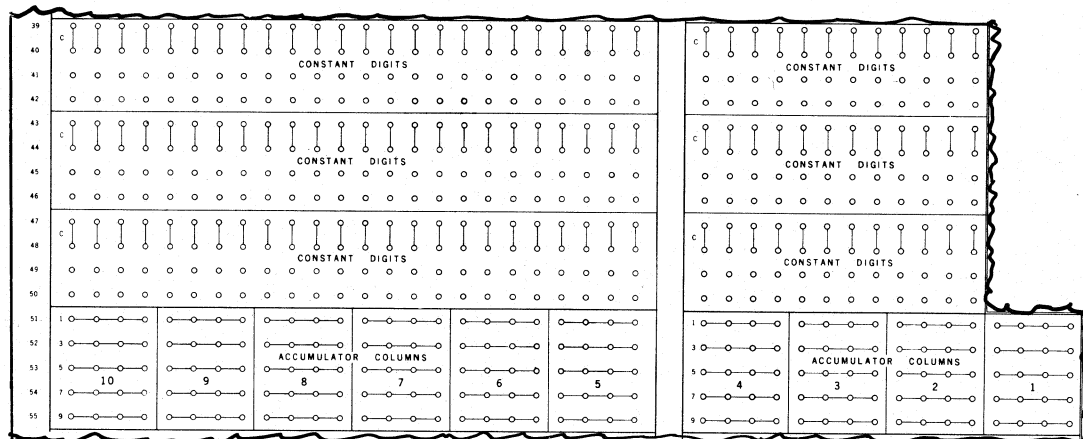 39
C C
40
CONSTANT DIGITS CONSTANT DIGITS
41
42
43
C C
44
CONSTANT DIGITS CONSTANT DIGITS
45
46
47
C C
48
CONSTANT DIGITS CONSTANT DIGITS
49
50
51 1 1
52 3 3
ACCUMULATOR COLUMNS ACCUMULATOR COLUMNS
53 5 5
10 9 8 7 6 5 4 3 2 1
54 7 7
55 9 9